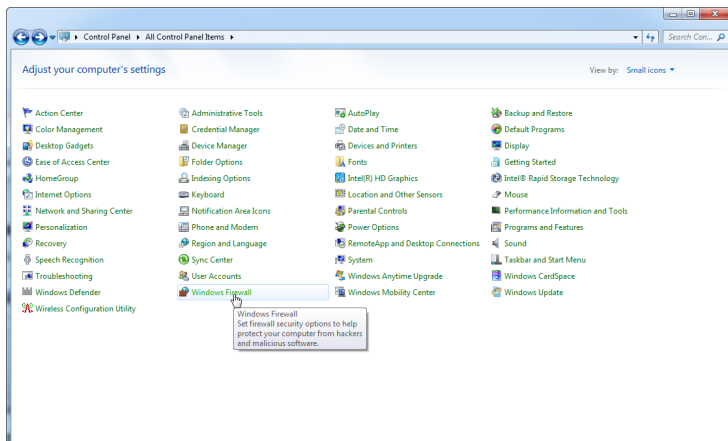 Control Panel ▸ All Control Panel Items ▸
Search Con...
Adjust your computer's settings
View by: Small icons
Action Center
Administrative Tools
AutoPlay
Backup and Restore
Color Management
Credential Manager
Date and Time
Default Programs
Desktop Gadgets
Device Manager
Devices and Printers
Display
Ease of Access Center
Folder Options
Fonts
Getting Started
HomeGroup
Indexing Options
Intel(R) HD Graphics
Intel® Rapid Storage Technology
Internet Options
Keyboard
Location and Other Sensors
Mouse
Network and Sharing Center
Notification Area Icons
Parental Controls
Performance Information and Tools
Personalization
Phone and Modem
Power Options
Programs and Features
Recovery
Region and Language
RemoteApp and Desktop Connections
Sound
Speech Recognition
Sync Center
System
Taskbar and Start Menu
Troubleshooting
User Accounts
Windows Anytime Upgrade
Windows CardSpace
Windows Defender
Windows Firewall
Windows Mobility Center
Windows Update
Wireless Configuration Utility
Windows Firewall
Set firewall security options to help
protect your computer from hackers
and malicious software.